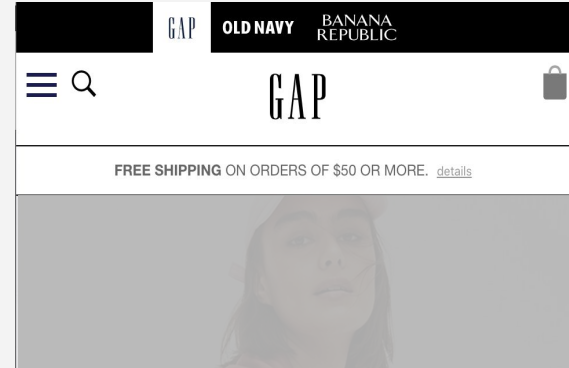 GAP OLD NAVY BANANA REPUBLIC
GAP
FREE SHIPPING ON ORDERS OF $50 OR MORE. details